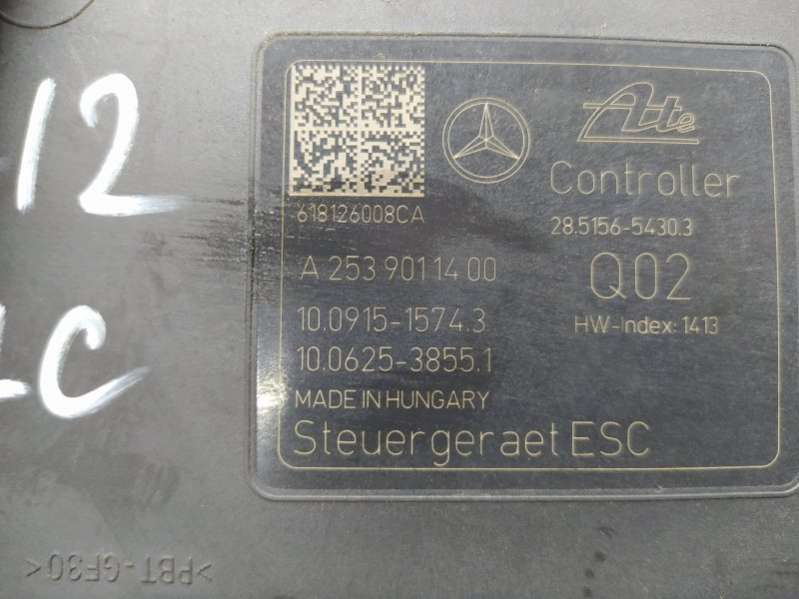 12
C
618126008CA
Ate
Controller
28.5156-5430.3
A 253 901 14 00
Q02
10.0915-1574.3
HW-Index: 1413
10.0625-3855.1
MADE IN HUNGARY
Steuergeraet ESC
>PBT-GF30<